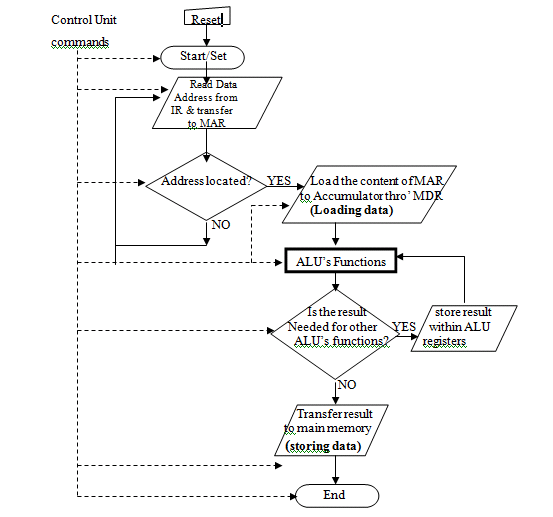 Control Unit
commands
Reset
Start/Set
Read Data
Address from
IR & transfer
to MAR
Address located?
YES
NO
Load the content of MAR
to Accumulator thro' MDR
(Loading data)
ALU's Functions
Is the result
Needed for other
ALU's functions?
YES
store result
within ALU
registers
NO
Transfer result
to main memory
(storing data)
End